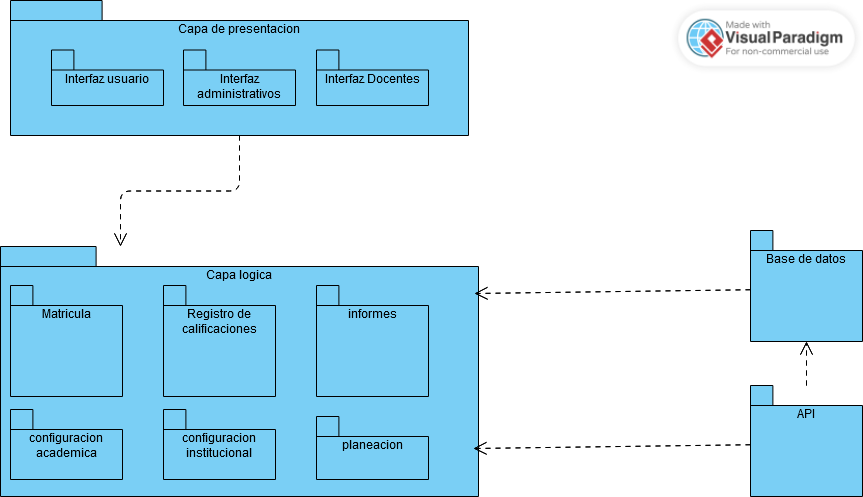 Capa de presentacion
Made with
Visual Paradigm
For non-commercial use
Interfaz usuario
Interfaz
administrativos
Interfaz Docentes
Capa logica
Base de datos
Matricula
Registro de
calificaciones
informes
API
configuracion
academica
configuracion
institucional
planeacion